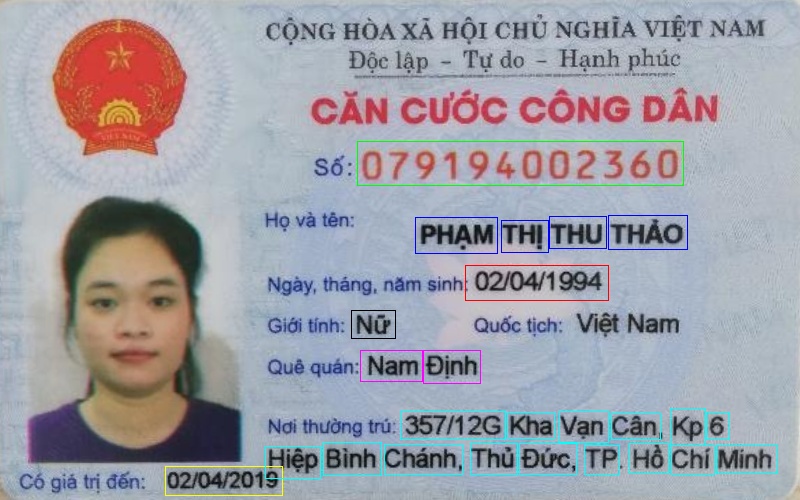 CỘNG HÒA XÃ HỘI CHỦ NGHĨA VIỆT NAM
Độc lập - Tự do - Hạnh phúc
CĂN CƯỚC CÔNG DÂN
Số: 079194002360
Họ và tên: PHẠM THỊ THU THẢO
Ngày, tháng, năm sinh: 02/04/1994
Giới tính: Nữ Quốc tịch: Việt Nam
Quê quán: Nam Định
Nơi thường trú: 357/12G Kha Vạn Cân, Kp 6
Hiệp Bình Chánh, Thủ Đức, TP. Hồ Chí Minh
Có giá trị đến: 02/04/2019
VIỆT NAM